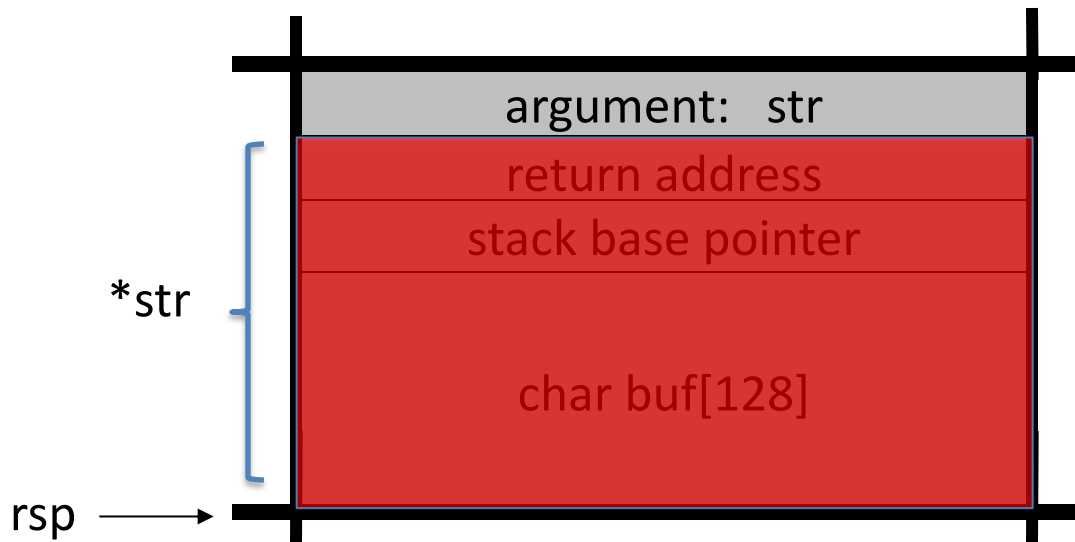 argument: str
return address
stack base pointer
*str
char buf[128]
rsp